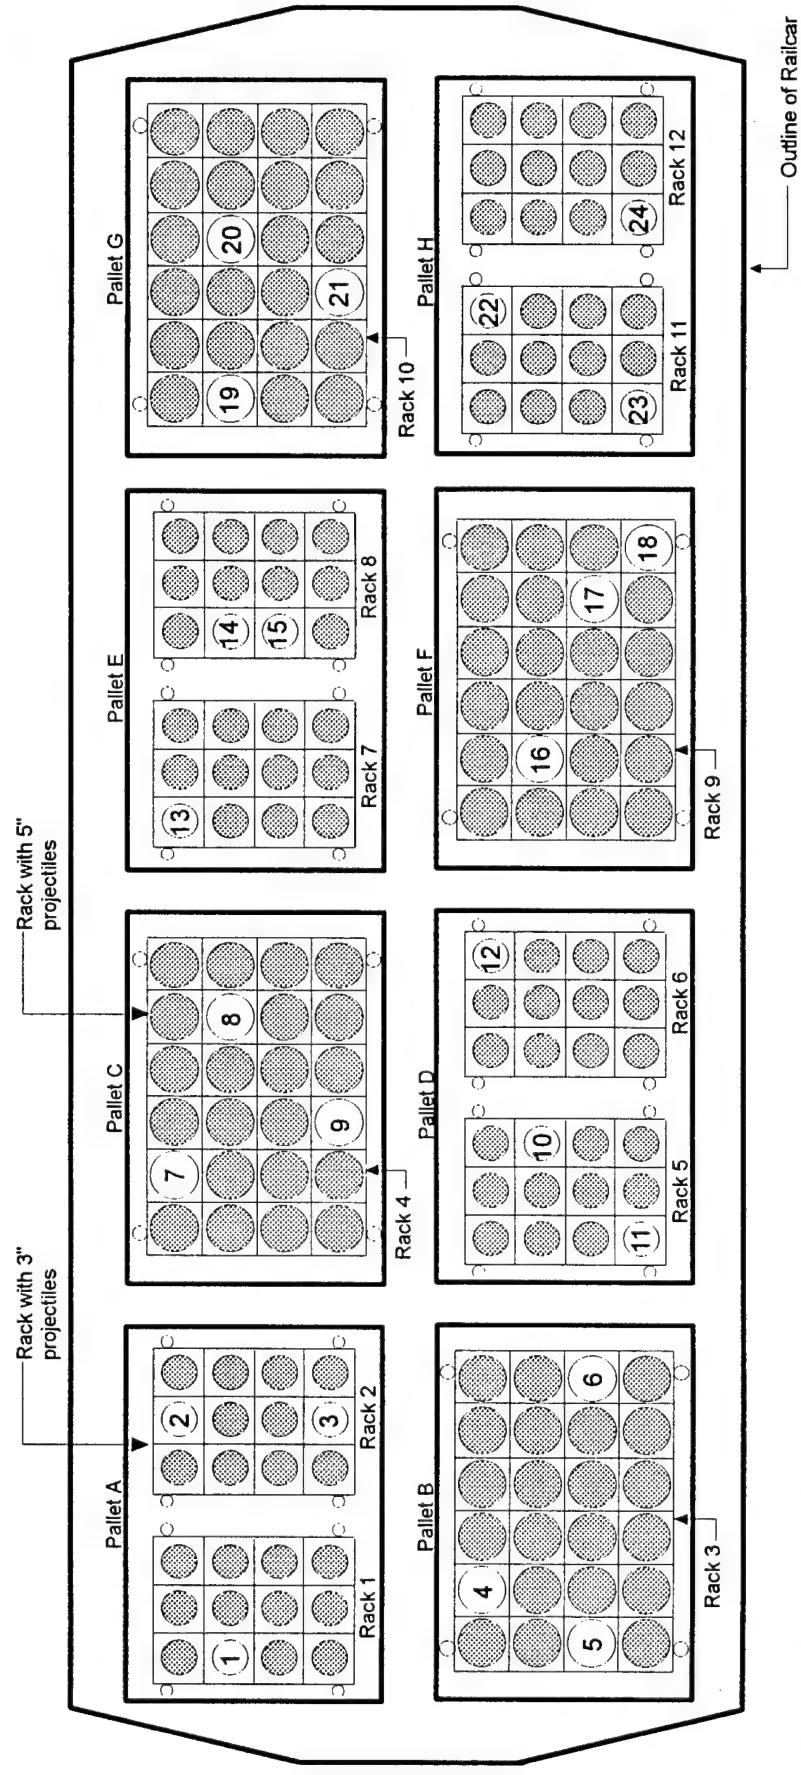 Rack with 3"
projectiles
Rack with 5"
projectiles
Pallet A
1
2
3
Rack 1
Rack 2
Pallet C
7
8
9
Rack 4
Pallet E
13
14
15
Rack 7
Rack 8
Pallet G
19
20
21
Rack 10
Pallet B
4
5
6
Rack 3
Pallet D
10
11
12
Rack 5
Rack 6
Pallet F
16
17
18
Rack 9
Pallet H
22
23
24
Rack 11
Rack 12
Outline of Railcar